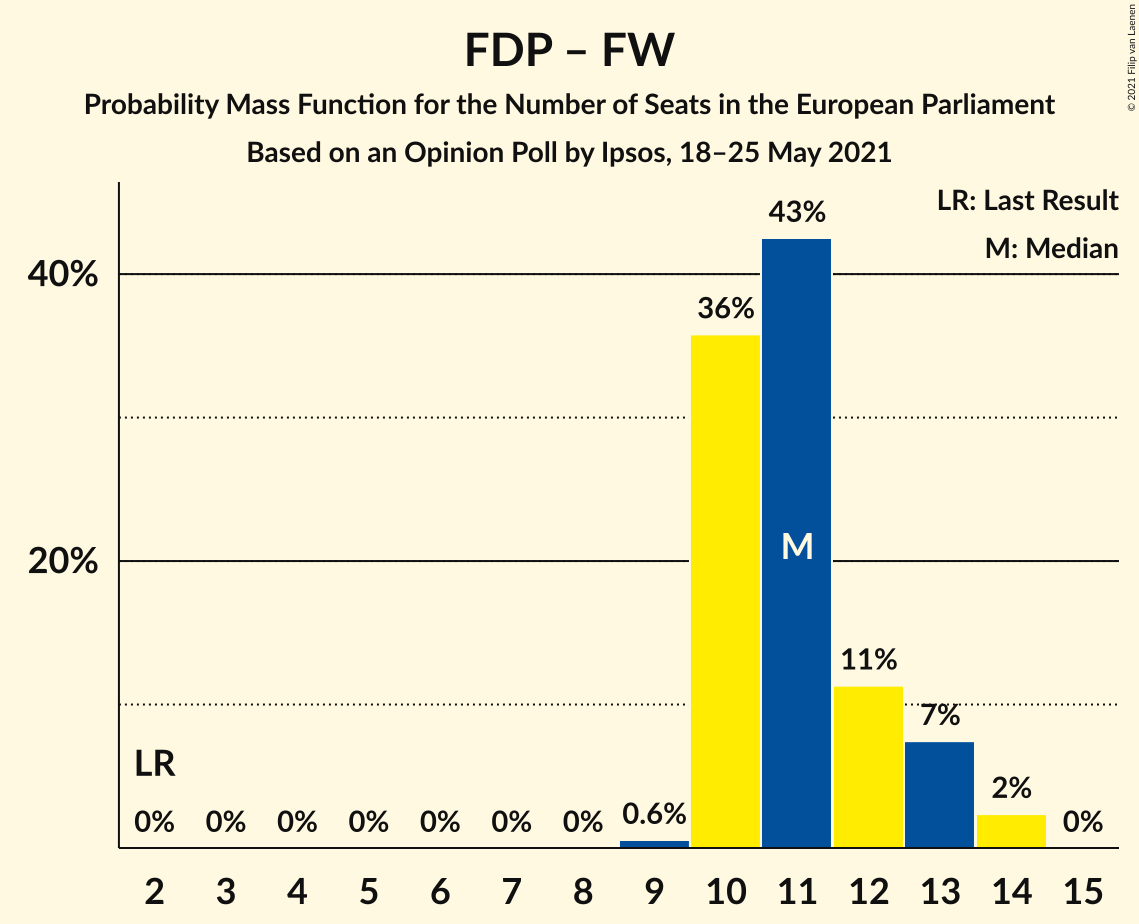 FDP – FW
Probability Mass Function for the Number of Seats in the European Parliament
Based on an Opinion Poll by Ipsos, 18–25 May 2021
© 2021 Filip van Laenen
LR: Last Result
M: Median
43%
40%
36%
M
20%
11%
7%
LR
2%
0% 0% 0% 0% 0% 0% 0% 0.6% 0%
2 3 4 5 6 7 8 9 10 11 12 13 14 15